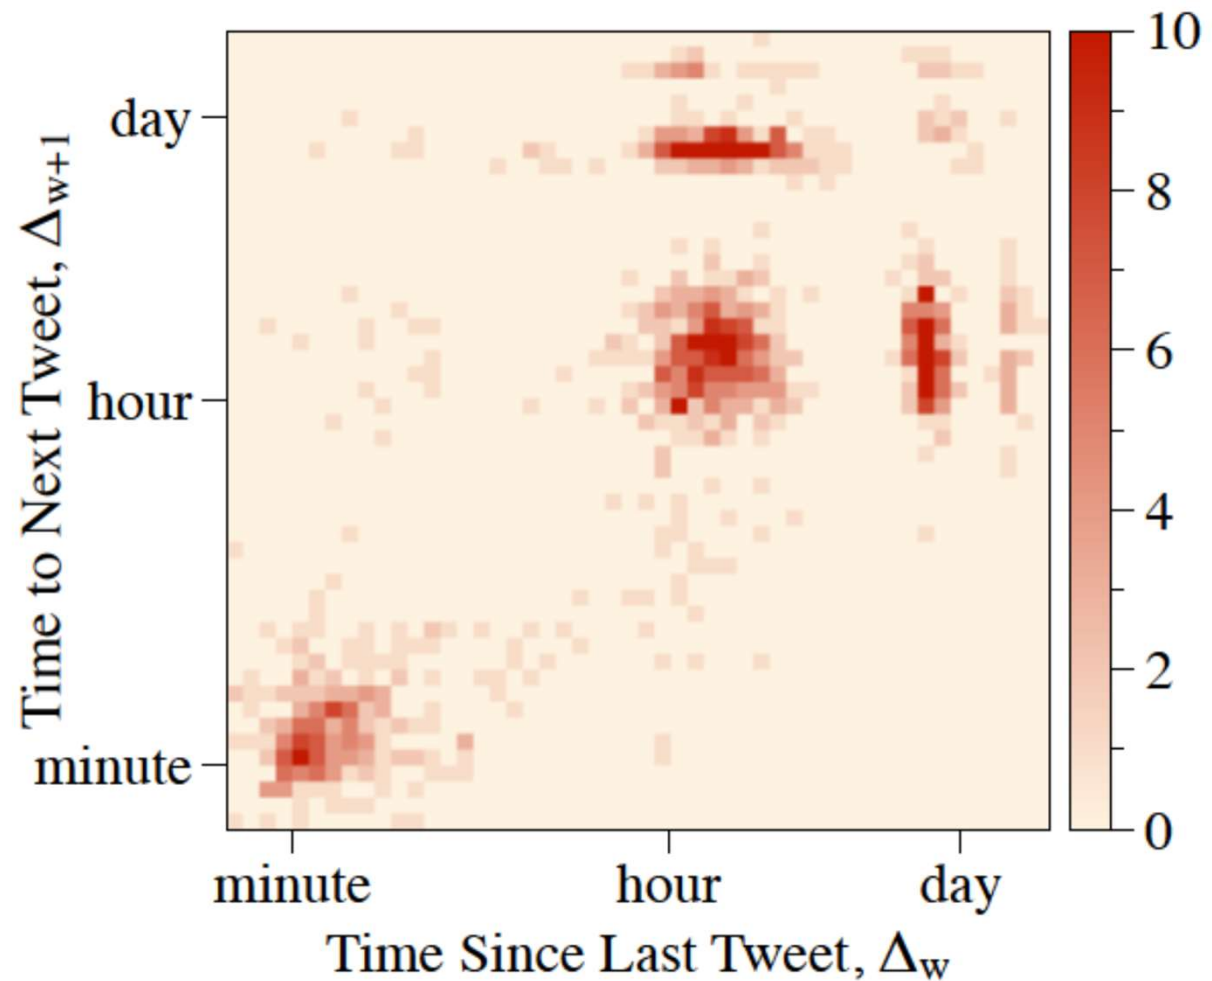 10
day
8
6
hour
4
2
minute
0
minute hour day
Time to Next Tweet, Δw+1
Time Since Last Tweet, Δw